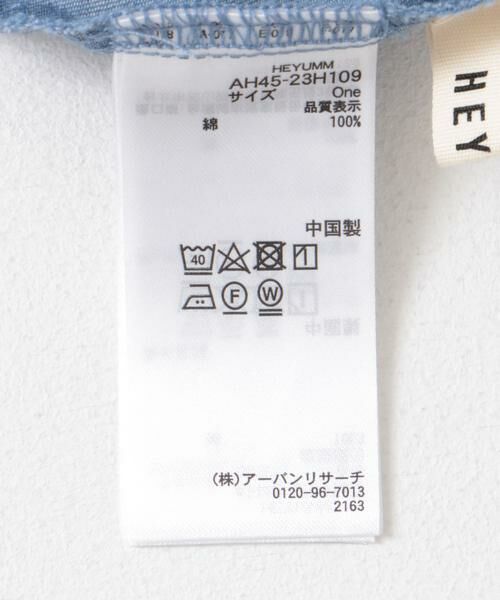 HEYUMM
AH45-23H109
サイズ One
品質表示
綿 100%
中国製
40
F W
(株)アーバンリサーチ
0120-96-7013
2163
HEY